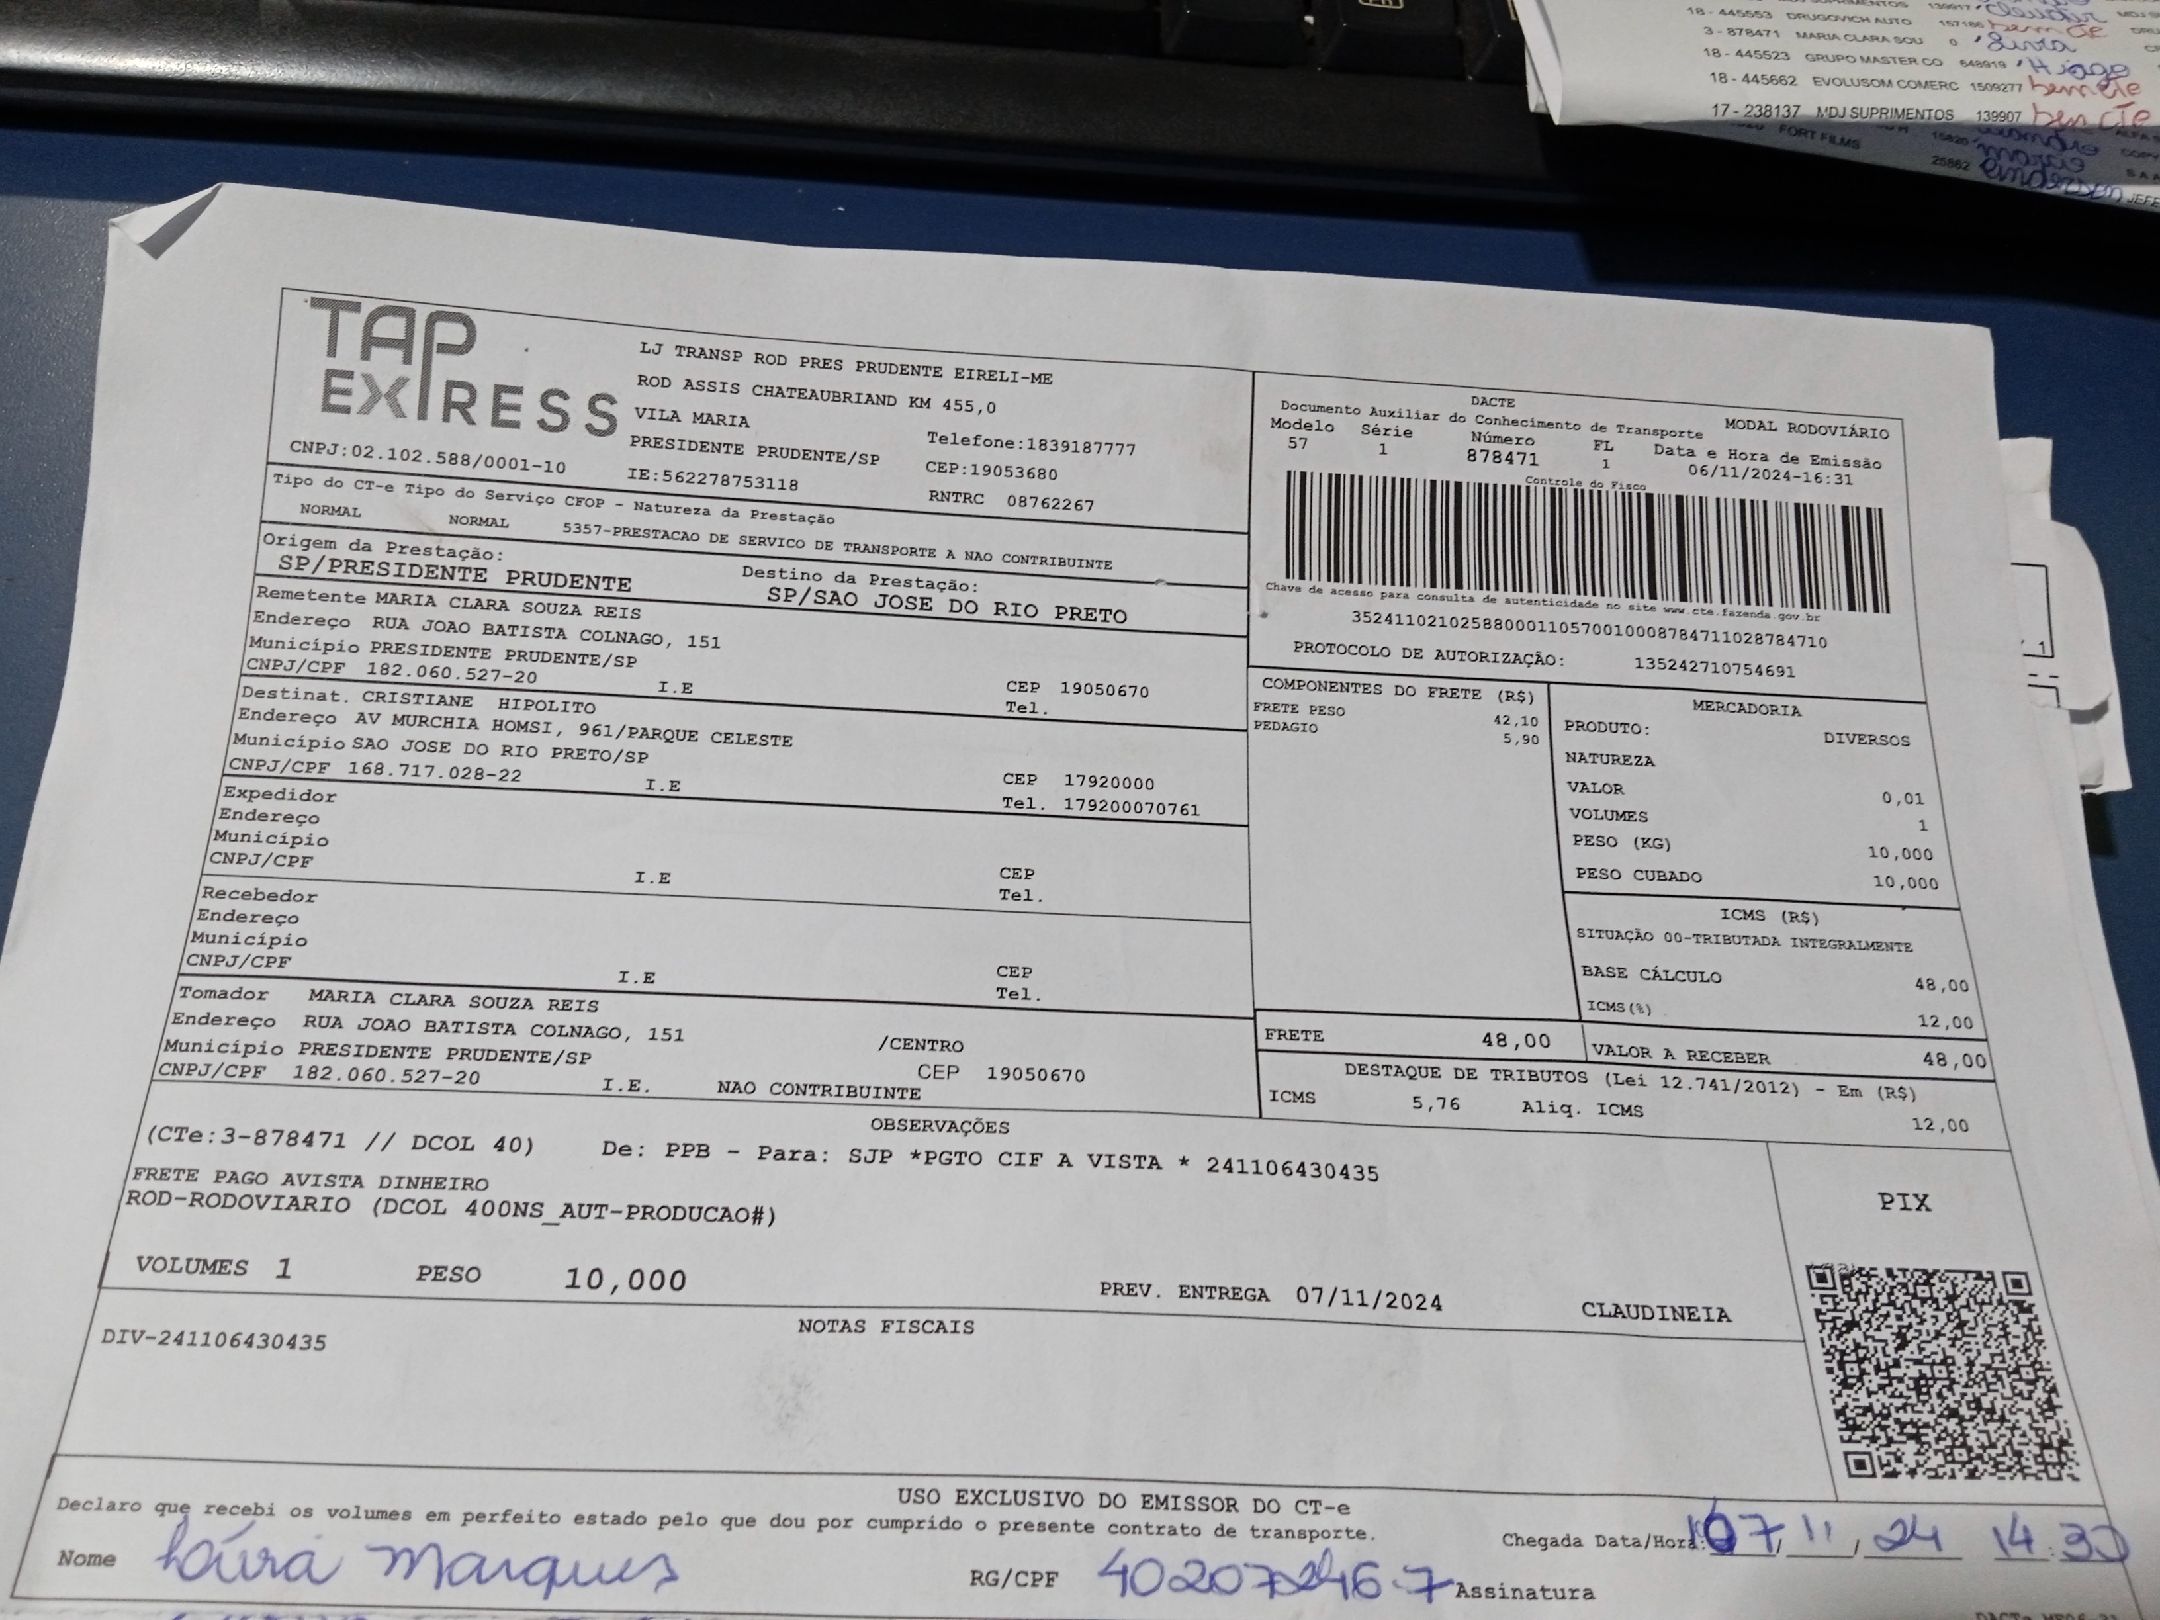 18 - 445553 DRUGOVICH AUTO 157186
3 - 878471 MARIA CLARA SOU 0
18 - 445523 GRUPO MASTER CO 648919 Hiago
18 - 445662 EVOLUSOM COMERC 1509277
17 - 238137 MDJ SUPRIMENTOS 139907
FORT FILMS
25862 anderson JEFE
TAP EXPRESS
LJ TRANSP ROD PRES PRUDENTE EIRELI-ME
ROD ASSIS CHATEAUBRIAND KM 455,0
VILA MARIA
PRESIDENTE PRUDENTE/SP Telefone:1839187777
CNPJ:02.102.588/0001-10 IE:562278753118 CEP:19053680
RNTRC 08762267
DACTE
Documento Auxiliar do Conhecimento de Transporte MODAL RODOVIÁRIO
Modelo Série Número FL Data e Hora de Emissão
57 1 878471 1 06/11/2024-16:31
Controle do Fisco
Chave de acesso para consulta de autenticidade no site www.cte.fazenda.gov.br
35241102102588000110570010008784711028784710
PROTOCOLO DE AUTORIZAÇÃO: 135242710754691
Tipo do CT-e Tipo do Serviço CFOP - Natureza da Prestação
NORMAL NORMAL 5357-PRESTACAO DE SERVICO DE TRANSPORTE A NAO CONTRIBUINTE
Origem da Prestação: Destino da Prestação:
SP/PRESIDENTE PRUDENTE SP/SAO JOSE DO RIO PRETO
Remetente MARIA CLARA SOUZA REIS
Endereço RUA JOAO BATISTA COLNAGO, 151
Município PRESIDENTE PRUDENTE/SP CEP 19050670
CNPJ/CPF 182.060.527-20 I.E Tel.
Destinat. CRISTIANE HIPOLITO
Endereço AV MURCHIA HOMSI, 961/PARQUE CELESTE
Município SAO JOSE DO RIO PRETO/SP CEP 17920000
CNPJ/CPF 168.717.028-22 I.E Tel. 179200070761
Expedidor
Endereço
Município CEP
CNPJ/CPF I.E Tel.
Recebedor
Endereço
Município CEP
CNPJ/CPF I.E Tel.
Tomador MARIA CLARA SOUZA REIS
Endereço RUA JOAO BATISTA COLNAGO, 151 /CENTRO
Município PRESIDENTE PRUDENTE/SP CEP 19050670
CNPJ/CPF 182.060.527-20 I.E. NAO CONTRIBUINTE
COMPONENTES DO FRETE (R$)
FRETE PESO 42,10
PEDAGIO 5,90
MERCADORIA
PRODUTO: DIVERSOS
NATUREZA
VALOR 0,01
VOLUMES 1
PESO (KG) 10,000
PESO CUBADO 10,000
ICMS (R$)
SITUAÇÃO 00-TRIBUTADA INTEGRALMENTE
BASE CÁLCULO 48,00
ICMS(%) 12,00
FRETE 48,00 VALOR A RECEBER 48,00
DESTAQUE DE TRIBUTOS (Lei 12.741/2012) - Em (R$)
ICMS 5,76 Aliq. ICMS 12,00
OBSERVAÇÕES
(CTe:3-878471 // DCOL 40) De: PPB - Para: SJP *PGTO CIF A VISTA * 241106430435
FRETE PAGO AVISTA DINHEIRO
ROD-RODOVIARIO (DCOL 400NS_AUT-PRODUCAO#)
PIX
VOLUMES 1 PESO 10,000 PREV. ENTREGA 07/11/2024 CLAUDINEIA
NOTAS FISCAIS
DIV-241106430435
USO EXCLUSIVO DO EMISSOR DO CT-e
Declaro que recebi os volumes em perfeito estado pelo que dou por cumprido o presente contrato de transporte. Chegada Data/Hora: 07/11/24 14:30
Nome Laíra Marques RG/CPF 40207246-7 Assinatura